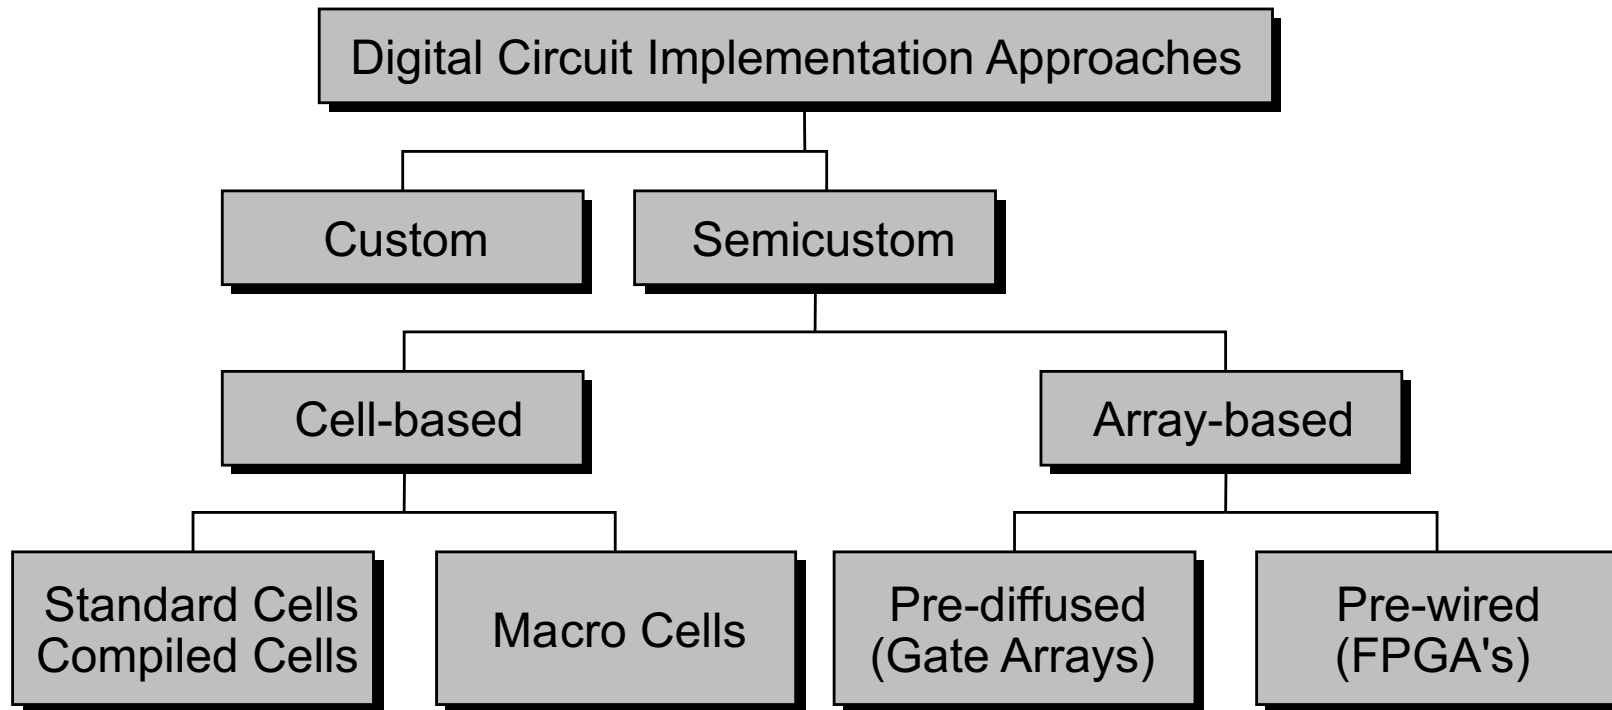 Digital Circuit Implementation Approaches
Custom
Semicustom
Cell-based
Array-based
Standard Cells
Compiled Cells
Macro Cells
Pre-diffused
(Gate Arrays)
Pre-wired
(FPGA's)